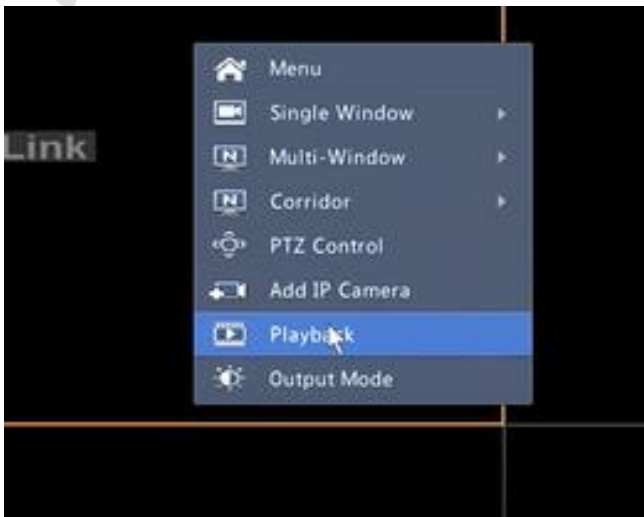 Menu
Single Window
Link
Multi-Window
Corridor
PTZ Control
Add IP Camera
Playback
Output Mode